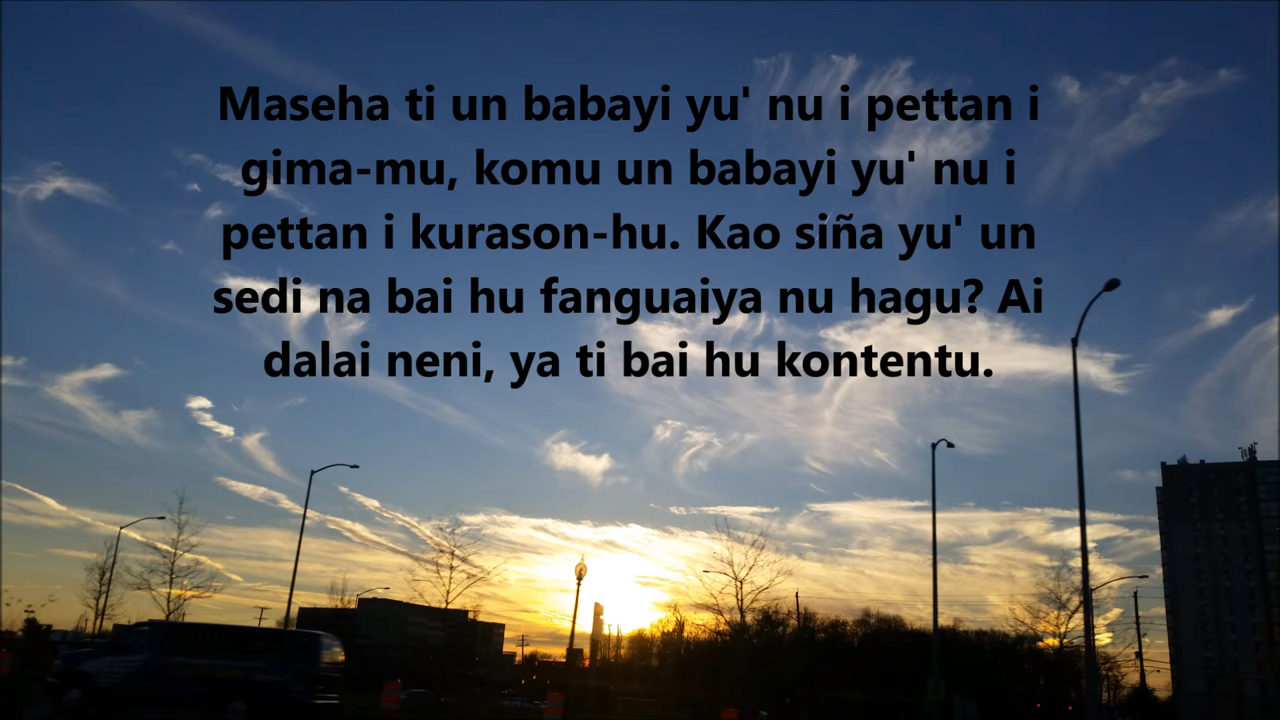 Maseha ti un babayi yu' nu i pettan i
gima-mu, komu un babayi yu' nu i
pettan i kurason-hu. Kao siña yu' un
sedi na bai hu fanguaiya nu hagu? Ai
dalai neni, ya ti bai hu kontentu.